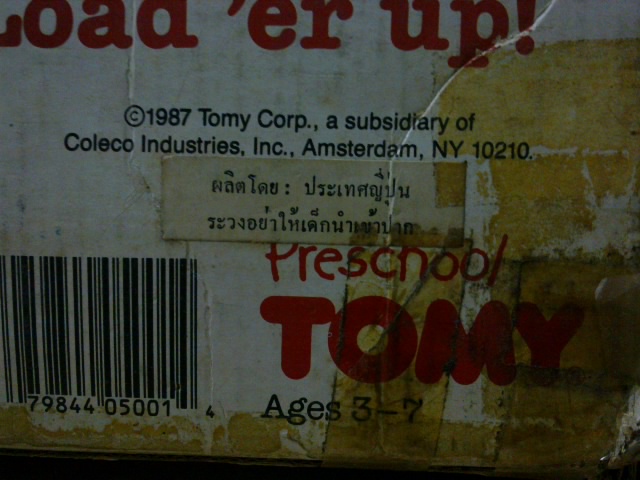 Load 'er up!
©1987 Tomy Corp., a subsidiary of
Coleco Industries, Inc., Amsterdam, NY 10210.
ผลิตโดย: ประเทศญี่ปุ่น
ระวังอย่าให้เด็กนำเข้าปาก
Preschool
TOMY
79844 05001 4
Ages 3-7